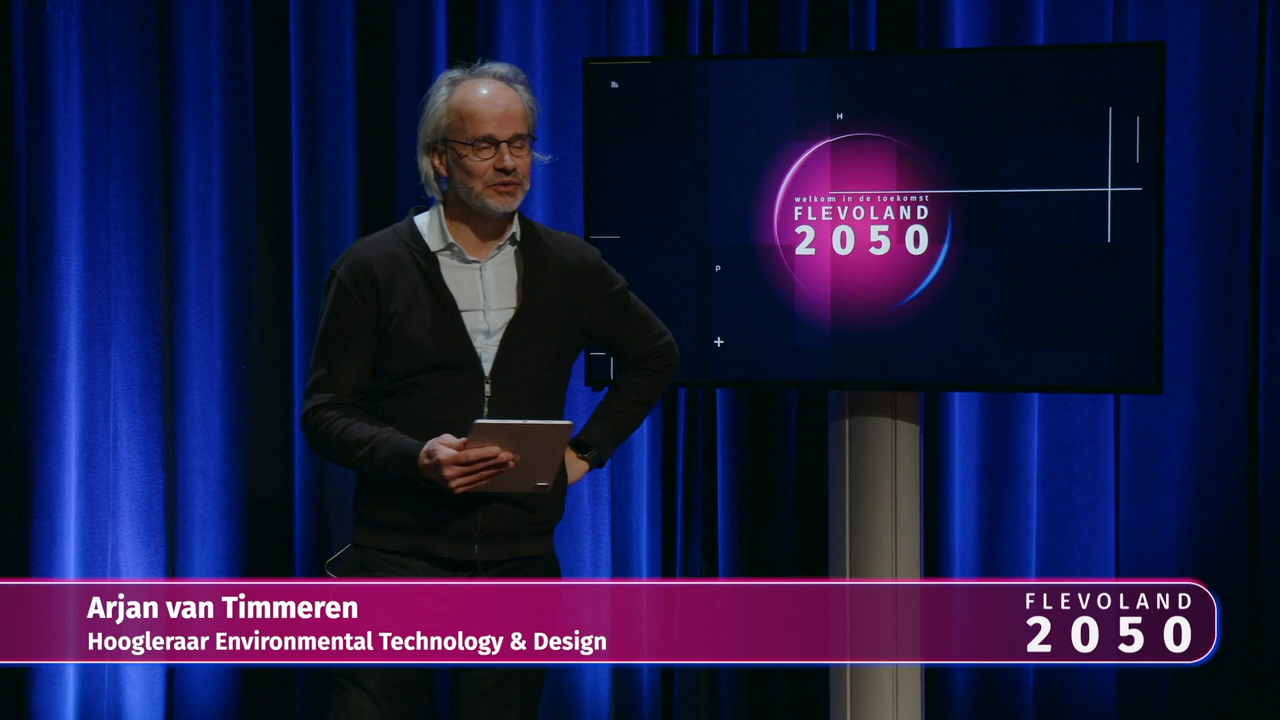 H
welkom in de toekomst
FLEVOLAND
2050
P
Arjan van Timmeren
Hoogleraar Environmental Technology & Design
FLEVOLAND
2050